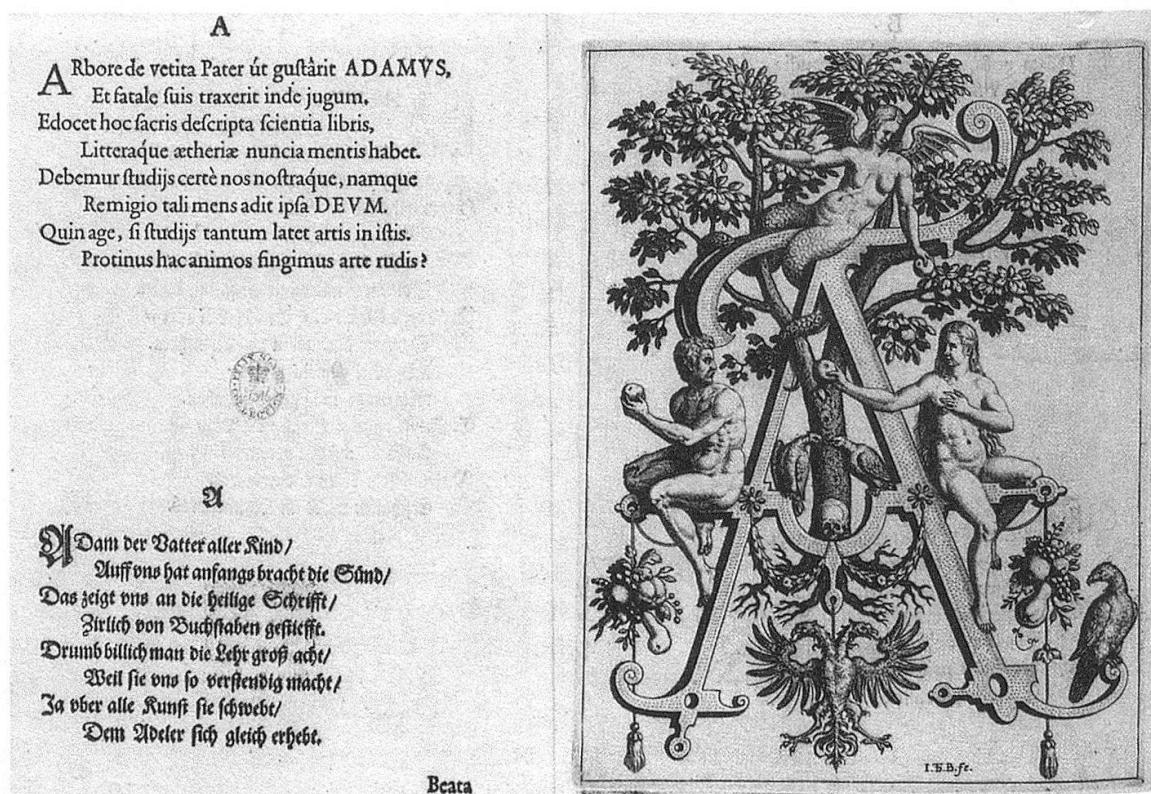 A
ARbore de vetita Pater út gustârit ADAMVS,
Et fatale suis traxerit inde jugum,
Edocet hoc sacris descripta scientia libris,
Litteraq́ue ætheriæ nuncia mentis habet.
Debemur studijs certè nos nostraq́ue, namque
Remigio tali mens adit ipsa DEVM.
Quin age, si studijs tantum latet artis in istis.
Protinus hac animos fingimus arte rudis?
A
ADam der Vatter aller Kind/
Auff vns hat anfangs bracht die Sünd/
Das zeigt vns an die heilige Schrifft/
Zirlich von Buchstaben gestiefft.
Drumb billich man die Lehr groß acht/
Weil sie vns so verstendig macht/
Ja vber alle Kunst sie schwebt/
Dem Adeler sich gleich erhebt.
Beata
I.T.B. fe.